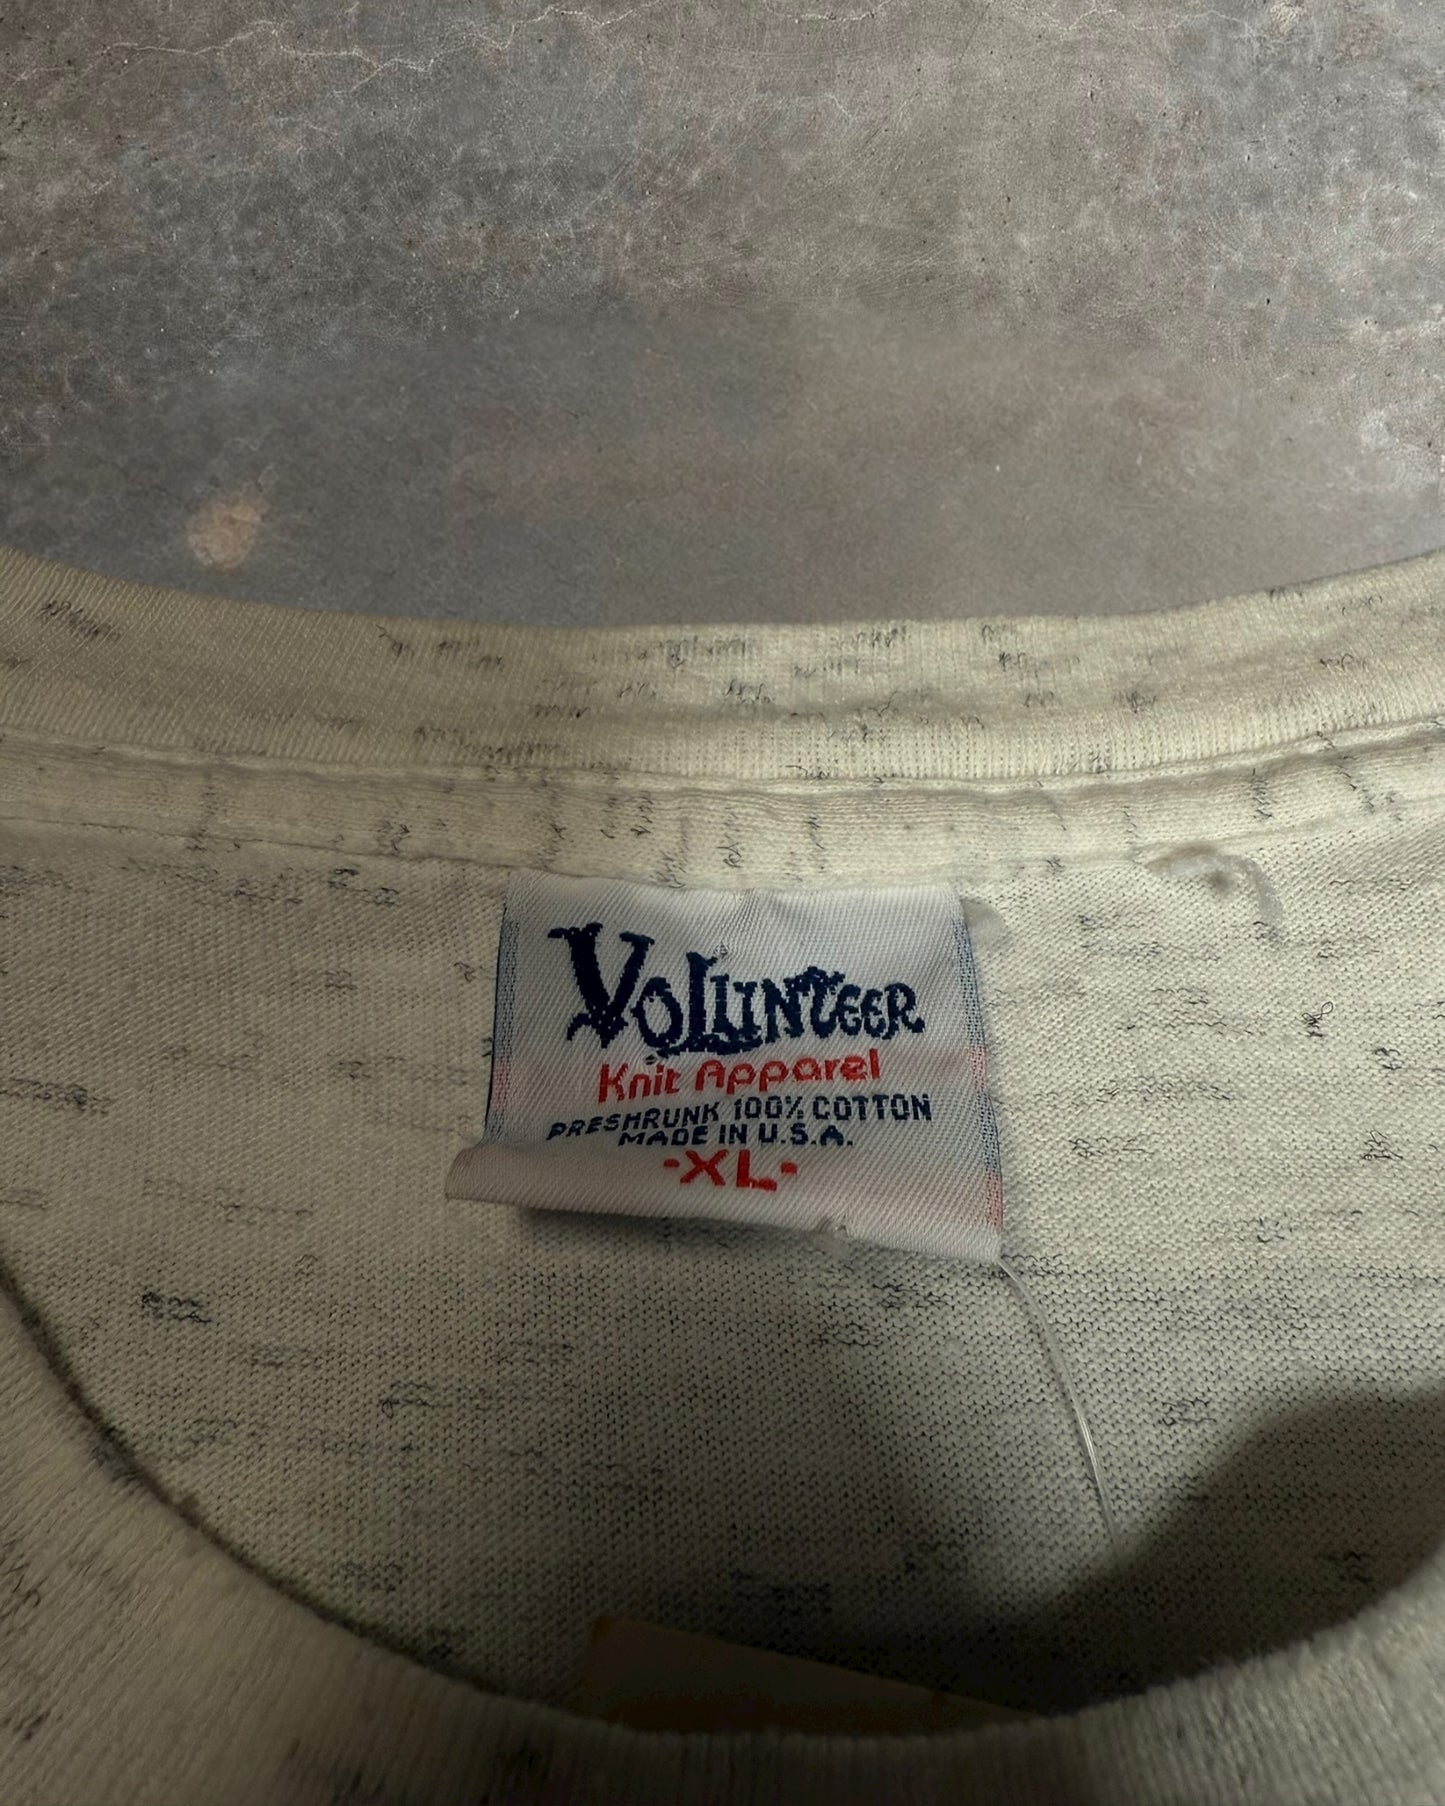 VOLUNTEER
Knit Apparel
PRESHRUNK 100% COTTON
MADE IN U.S.A.
-XL-